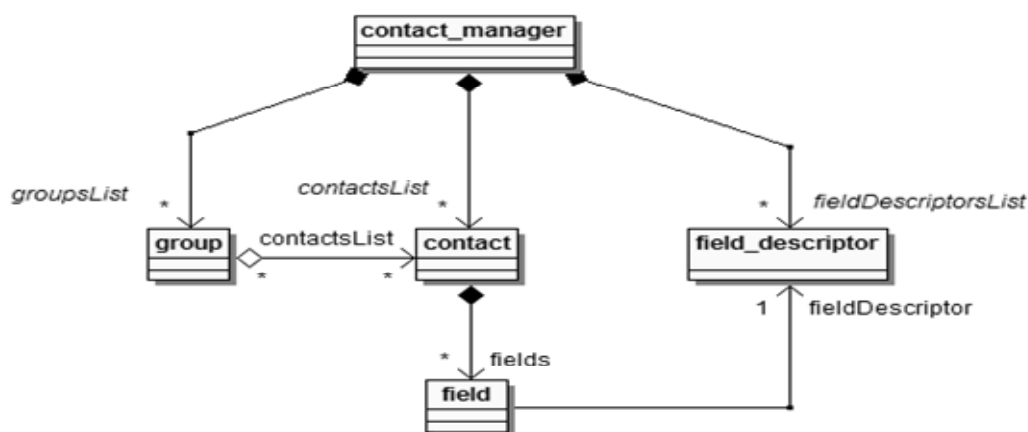 contact_manager
groupsList
*
contactsList
*
*
fieldDescriptorsList
group
contactsList
*
*
contact
field_descriptor
1
fieldDescriptor
*
fields
field